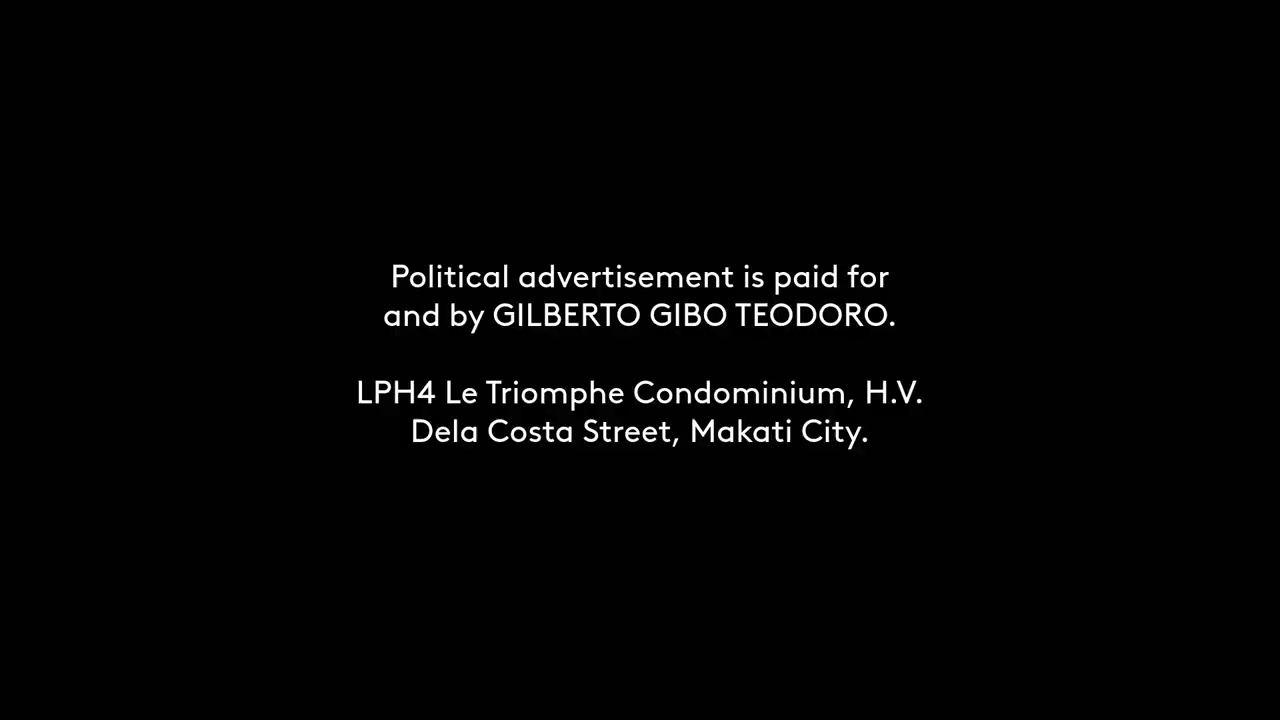 Political advertisement is paid for
and by GILBERTO GIBO TEODORO.
LPH4 Le Triomphe Condominium, H.V.
Dela Costa Street, Makati City.